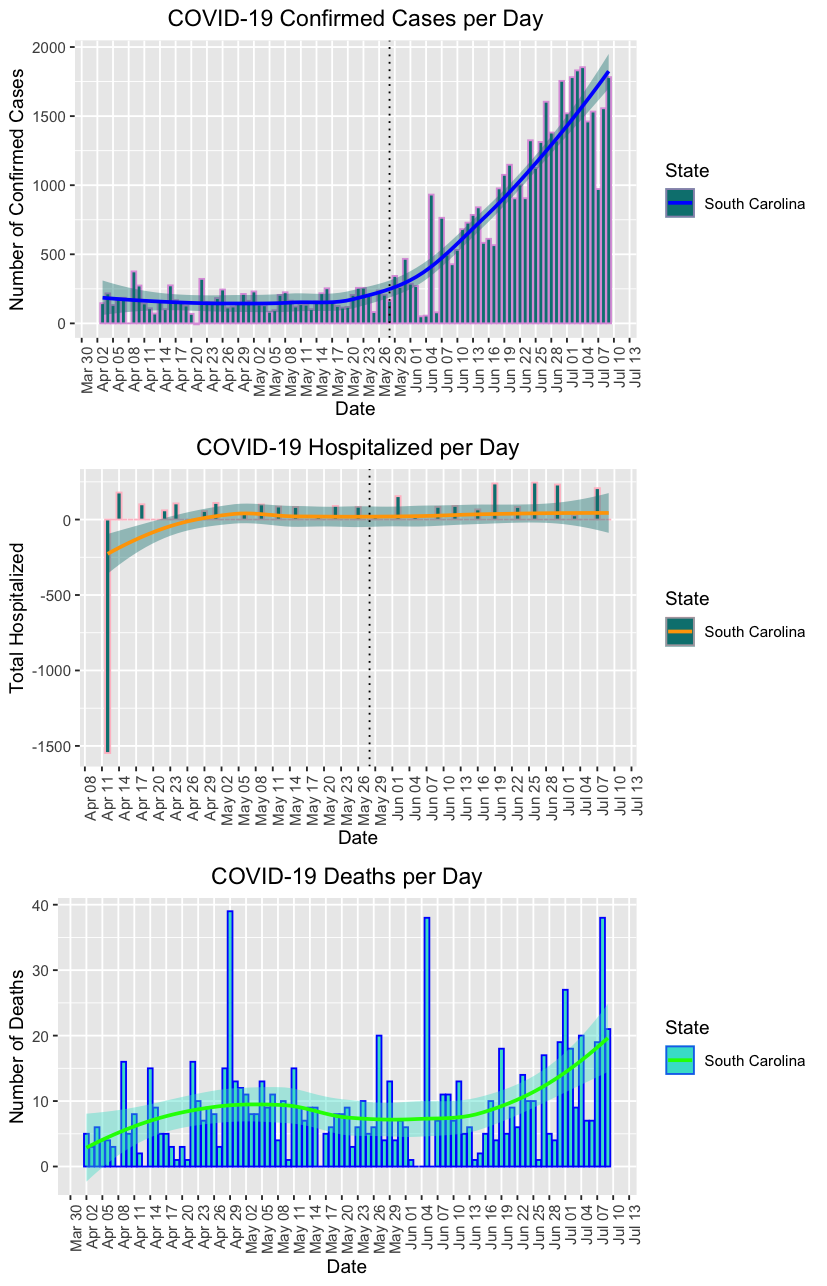 COVID-19 Confirmed Cases per Day
Number of Confirmed Cases
2000
1500
1000
500
0
Mar 30
Apr 02
Apr 05
Apr 08
Apr 11
Apr 14
Apr 17
Apr 20
Apr 23
Apr 26
Apr 29
May 02
May 05
May 08
May 11
May 14
May 17
May 20
May 23
May 26
May 29
Jun 01
Jun 04
Jun 07
Jun 10
Jun 13
Jun 16
Jun 19
Jun 22
Jun 25
Jun 28
Jul 01
Jul 04
Jul 07
Jul 10
Jul 13
Date
State
South Carolina
COVID-19 Hospitalized per Day
Total Hospitalized
0
-500
-1000
-1500
Apr 08
Apr 11
Apr 14
Apr 17
Apr 20
Apr 23
Apr 26
Apr 29
May 02
May 05
May 08
May 11
May 14
May 17
May 20
May 23
May 26
May 29
Jun 01
Jun 04
Jun 07
Jun 10
Jun 13
Jun 16
Jun 19
Jun 22
Jun 25
Jun 28
Jul 01
Jul 04
Jul 07
Jul 10
Jul 13
Date
State
South Carolina
COVID-19 Deaths per Day
Number of Deaths
40
30
20
10
0
Mar 30
Apr 02
Apr 05
Apr 08
Apr 11
Apr 14
Apr 17
Apr 20
Apr 23
Apr 26
Apr 29
May 02
May 05
May 08
May 11
May 14
May 17
May 20
May 23
May 26
May 29
Jun 01
Jun 04
Jun 07
Jun 10
Jun 13
Jun 16
Jun 19
Jun 22
Jun 25
Jun 28
Jul 01
Jul 04
Jul 07
Jul 10
Jul 13
Date
State
South Carolina